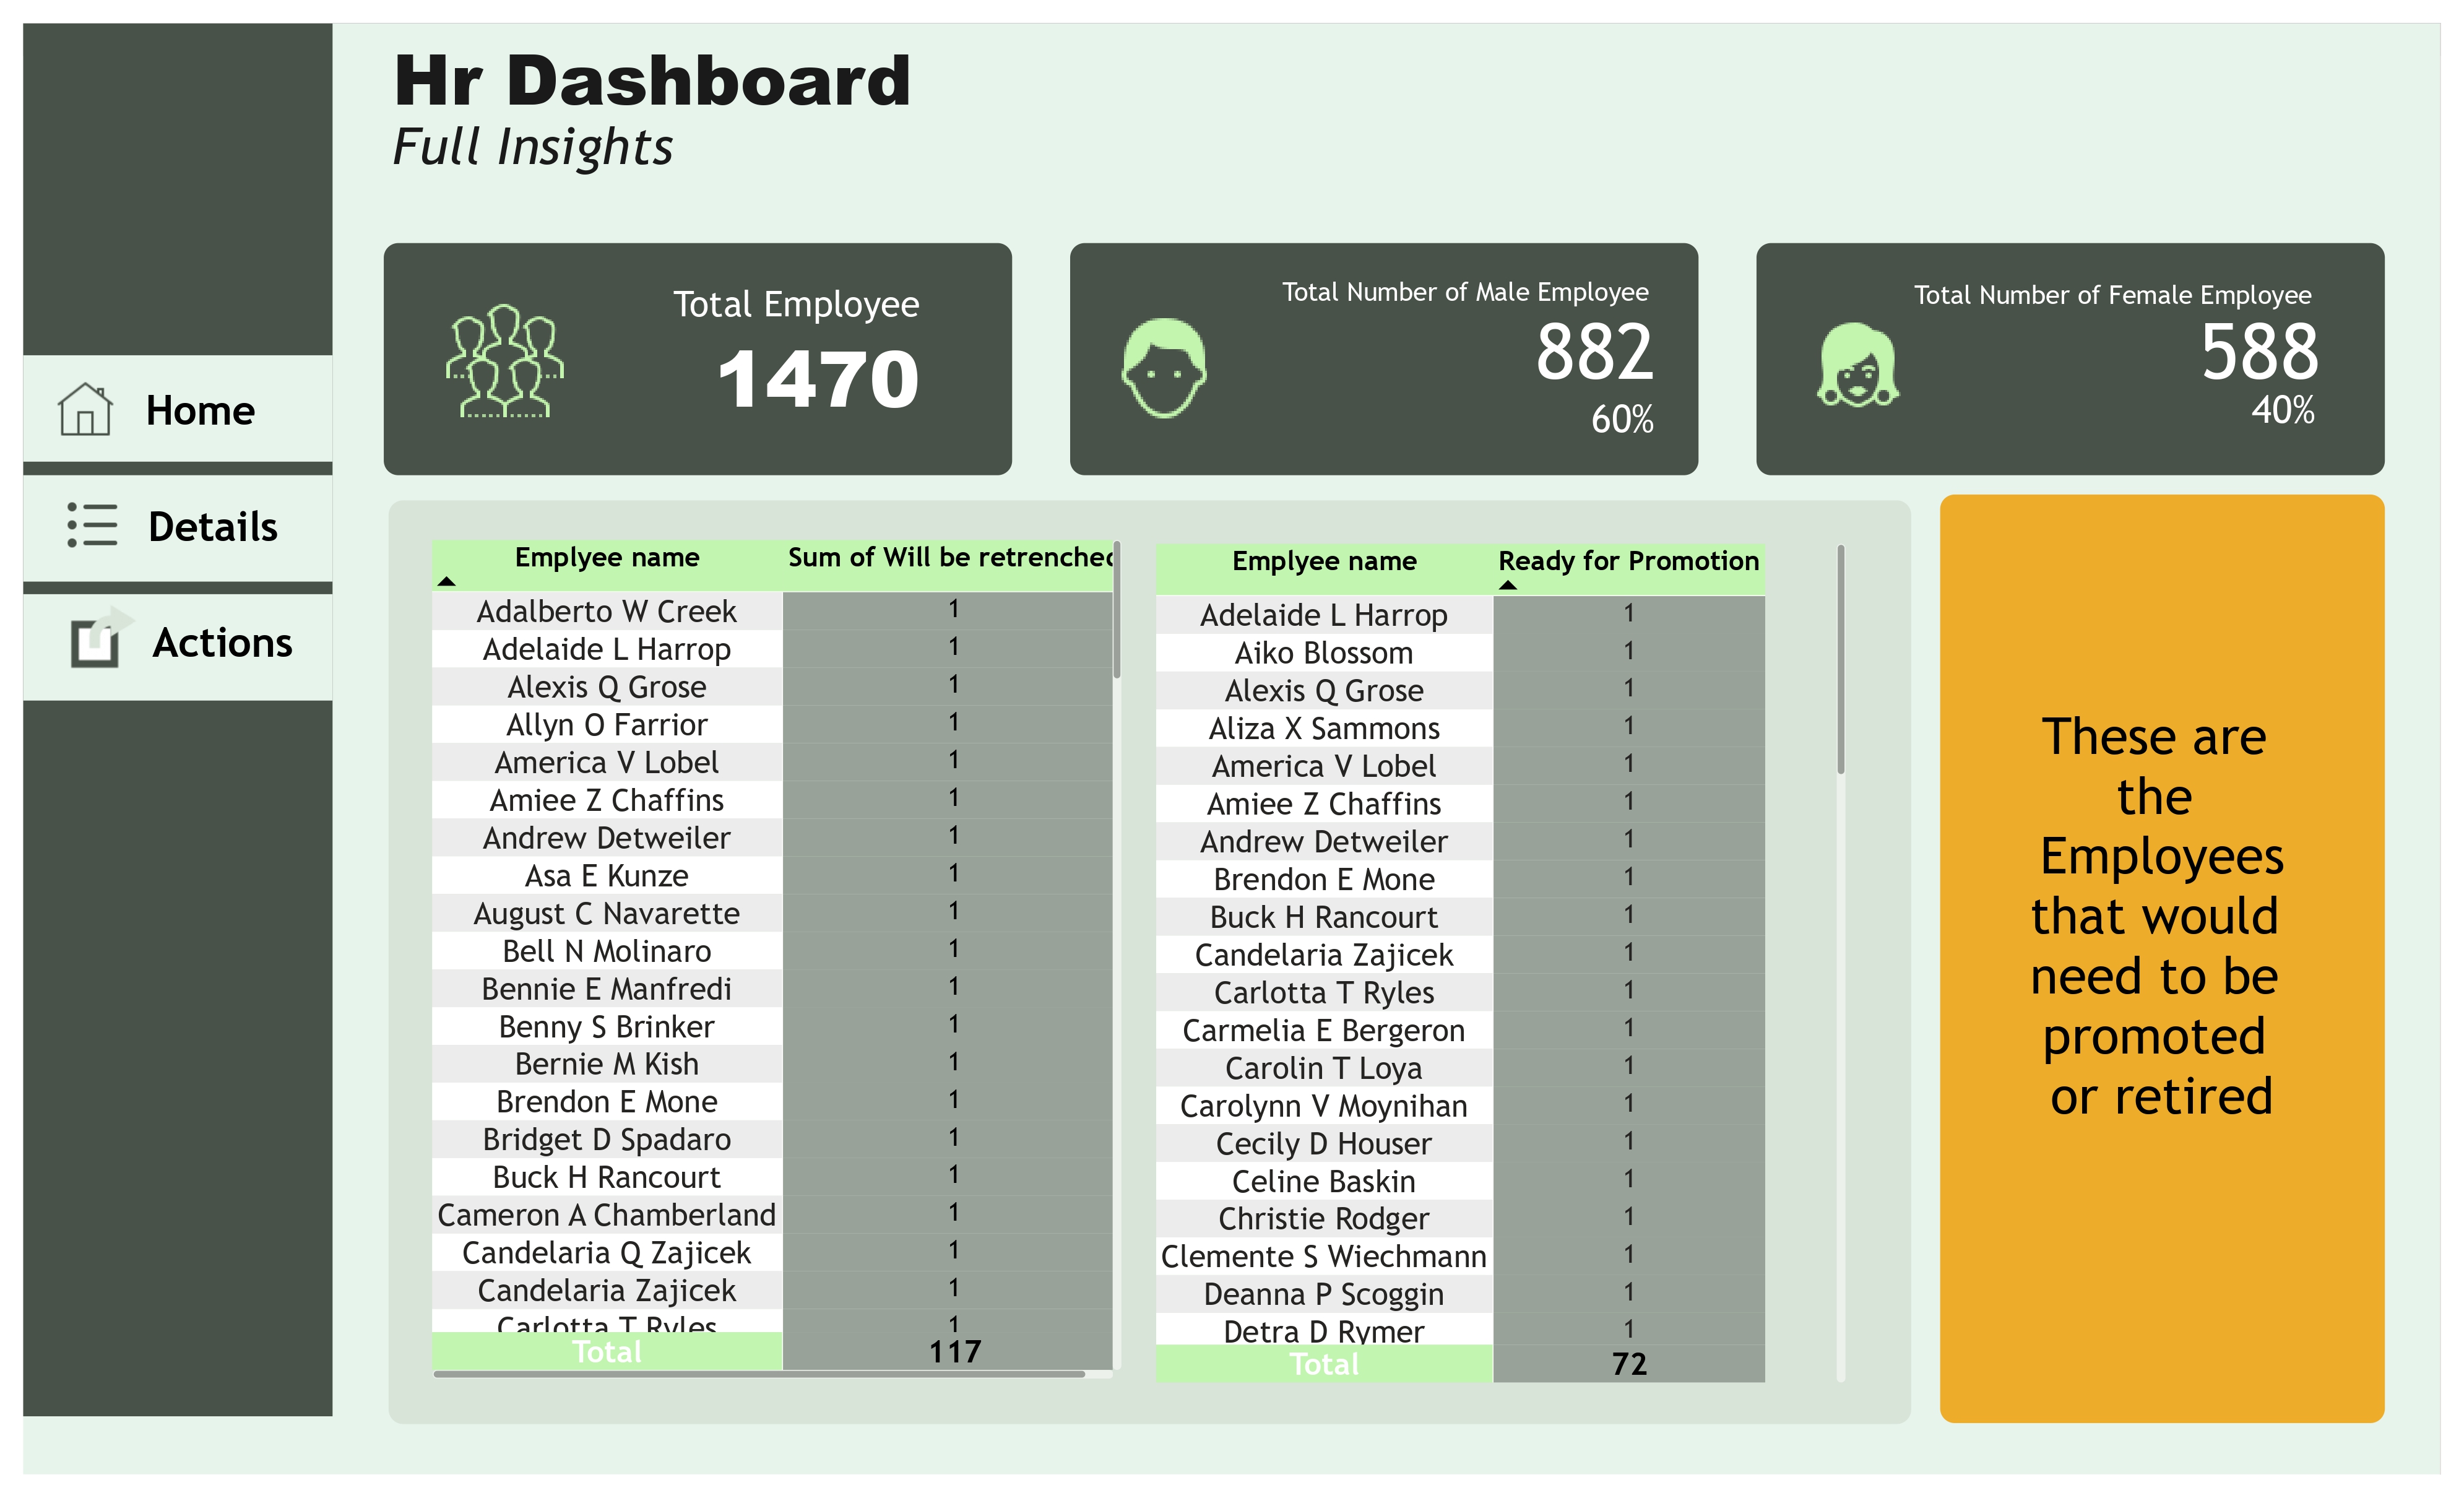 Hr Dashboard
Full Insights
Home
Details
Actions
Total Employee
1470
Total Number of Male Employee
882
60%
Total Number of Female Employee
588
40%
Emplyee name Sum of Will be retrenched
Adalberto W Creek 1
Adelaide L Harrop 1
Alexis Q Grose 1
Allyn O Farrior 1
America V Lobel 1
Amiee Z Chaffins 1
Andrew Detweiler 1
Asa E Kunze 1
August C Navarette 1
Bell N Molinaro 1
Bennie E Manfredi 1
Benny S Brinker 1
Bernie M Kish 1
Brendon E Mone 1
Bridget D Spadaro 1
Buck H Rancourt 1
Cameron A Chamberland 1
Candelaria Q Zajicek 1
Candelaria Zajicek 1
Carlotta T Ryles 1
Total 117
Emplyee name Ready for Promotion
Adelaide L Harrop 1
Aiko Blossom 1
Alexis Q Grose 1
Aliza X Sammons 1
America V Lobel 1
Amiee Z Chaffins 1
Andrew Detweiler 1
Brendon E Mone 1
Buck H Rancourt 1
Candelaria Zajicek 1
Carlotta T Ryles 1
Carmelia E Bergeron 1
Carolin T Loya 1
Carolynn V Moynihan 1
Cecily D Houser 1
Celine Baskin 1
Christie Rodger 1
Clemente S Wiechmann 1
Deanna P Scoggin 1
Detra D Rymer 1
Total 72
These are
the
Employees
that would
need to be
promoted
or retired